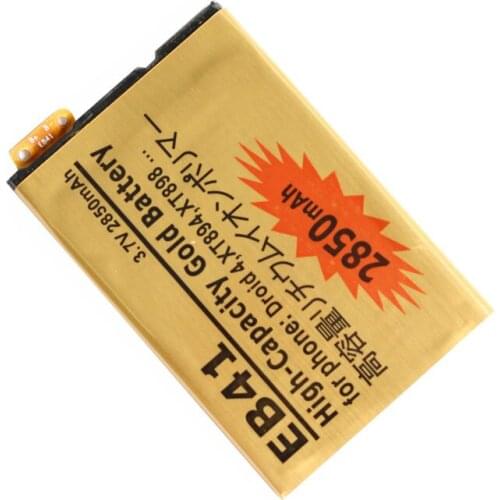 2850mAh
高容量リチウムイオンポリマー
for phone: Droid 4,XT894,XT898 ...
High-Capacity Gold Battery
EB41
3.7V 2850mAh